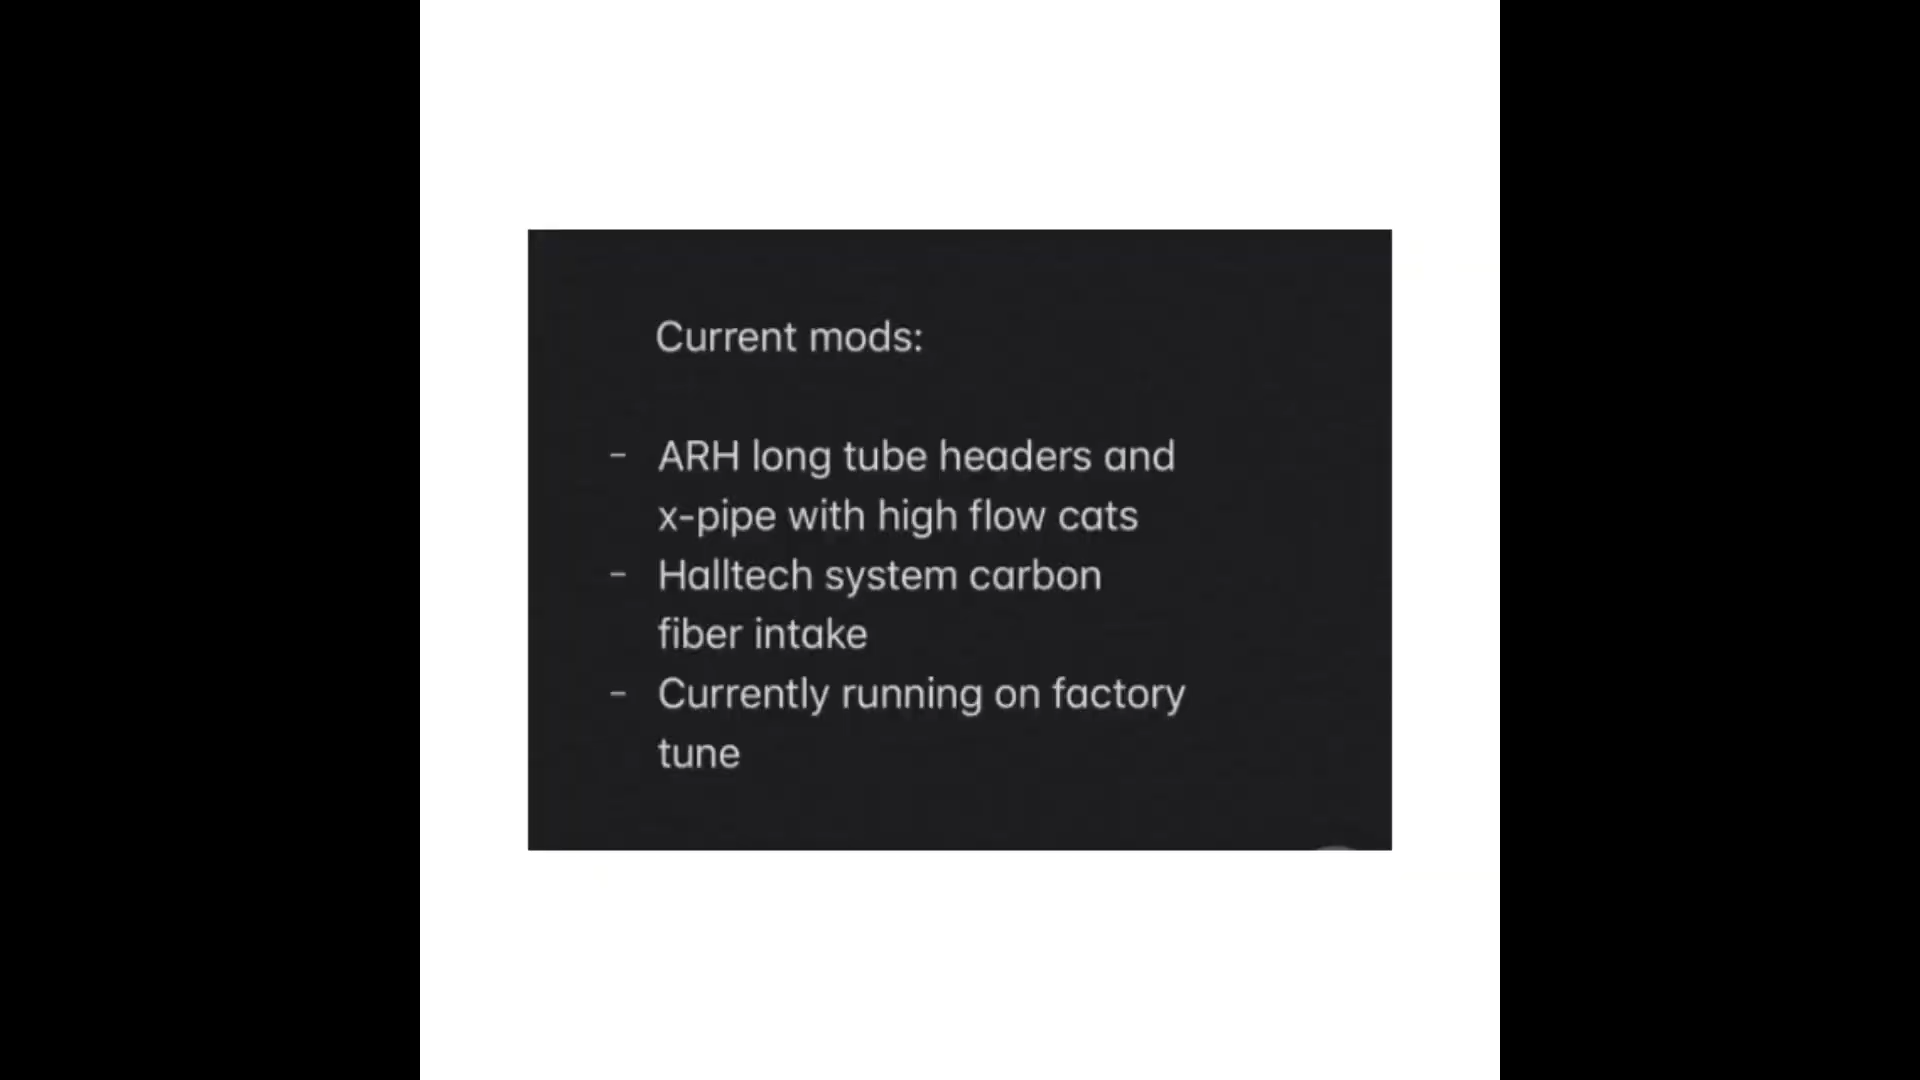 Current mods:
- ARH long tube headers and
x-pipe with high flow cats
- Halltech system carbon
fiber intake
- Currently running on factory
tune